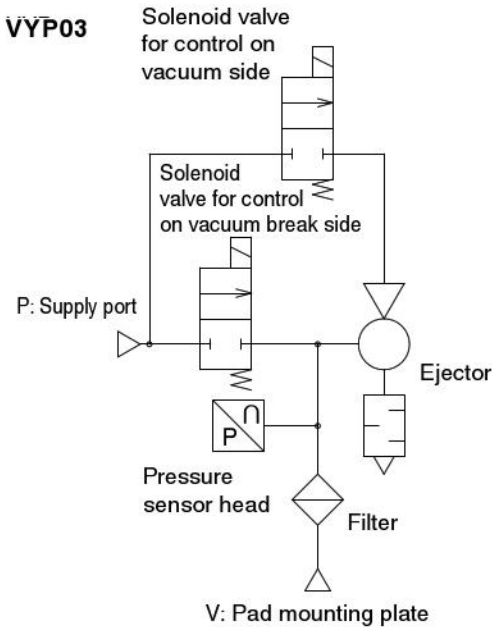 VYP03
Solenoid valve
for control on
vacuum side
Solenoid
valve for control
on vacuum break side
P: Supply port
Ejector
P
Pressure
sensor head
Filter
V: Pad mounting plate